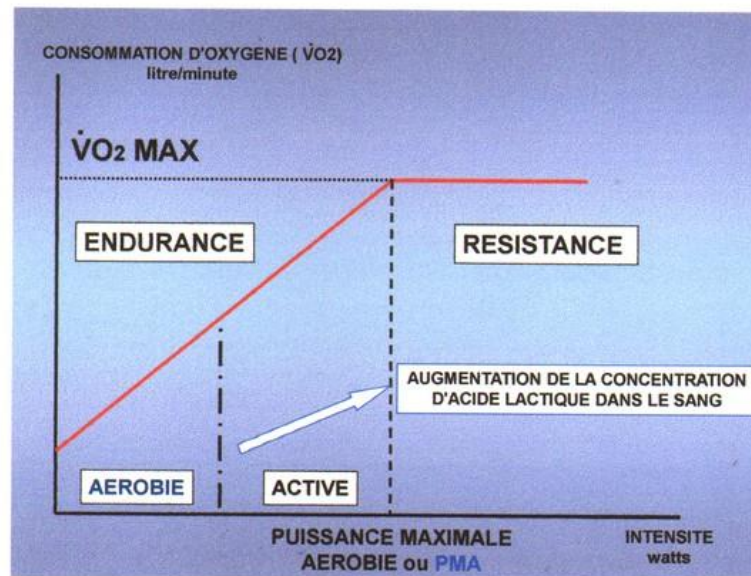 CONSOMMATION D'OXYGENE ( V̇O2)
litre/minute
V̇O2 MAX
ENDURANCE
RESISTANCE
AUGMENTATION DE LA CONCENTRATION
D'ACIDE LACTIQUE DANS LE SANG
AEROBIE
ACTIVE
PUISSANCE MAXIMALE
AEROBIE ou PMA
INTENSITE
watts